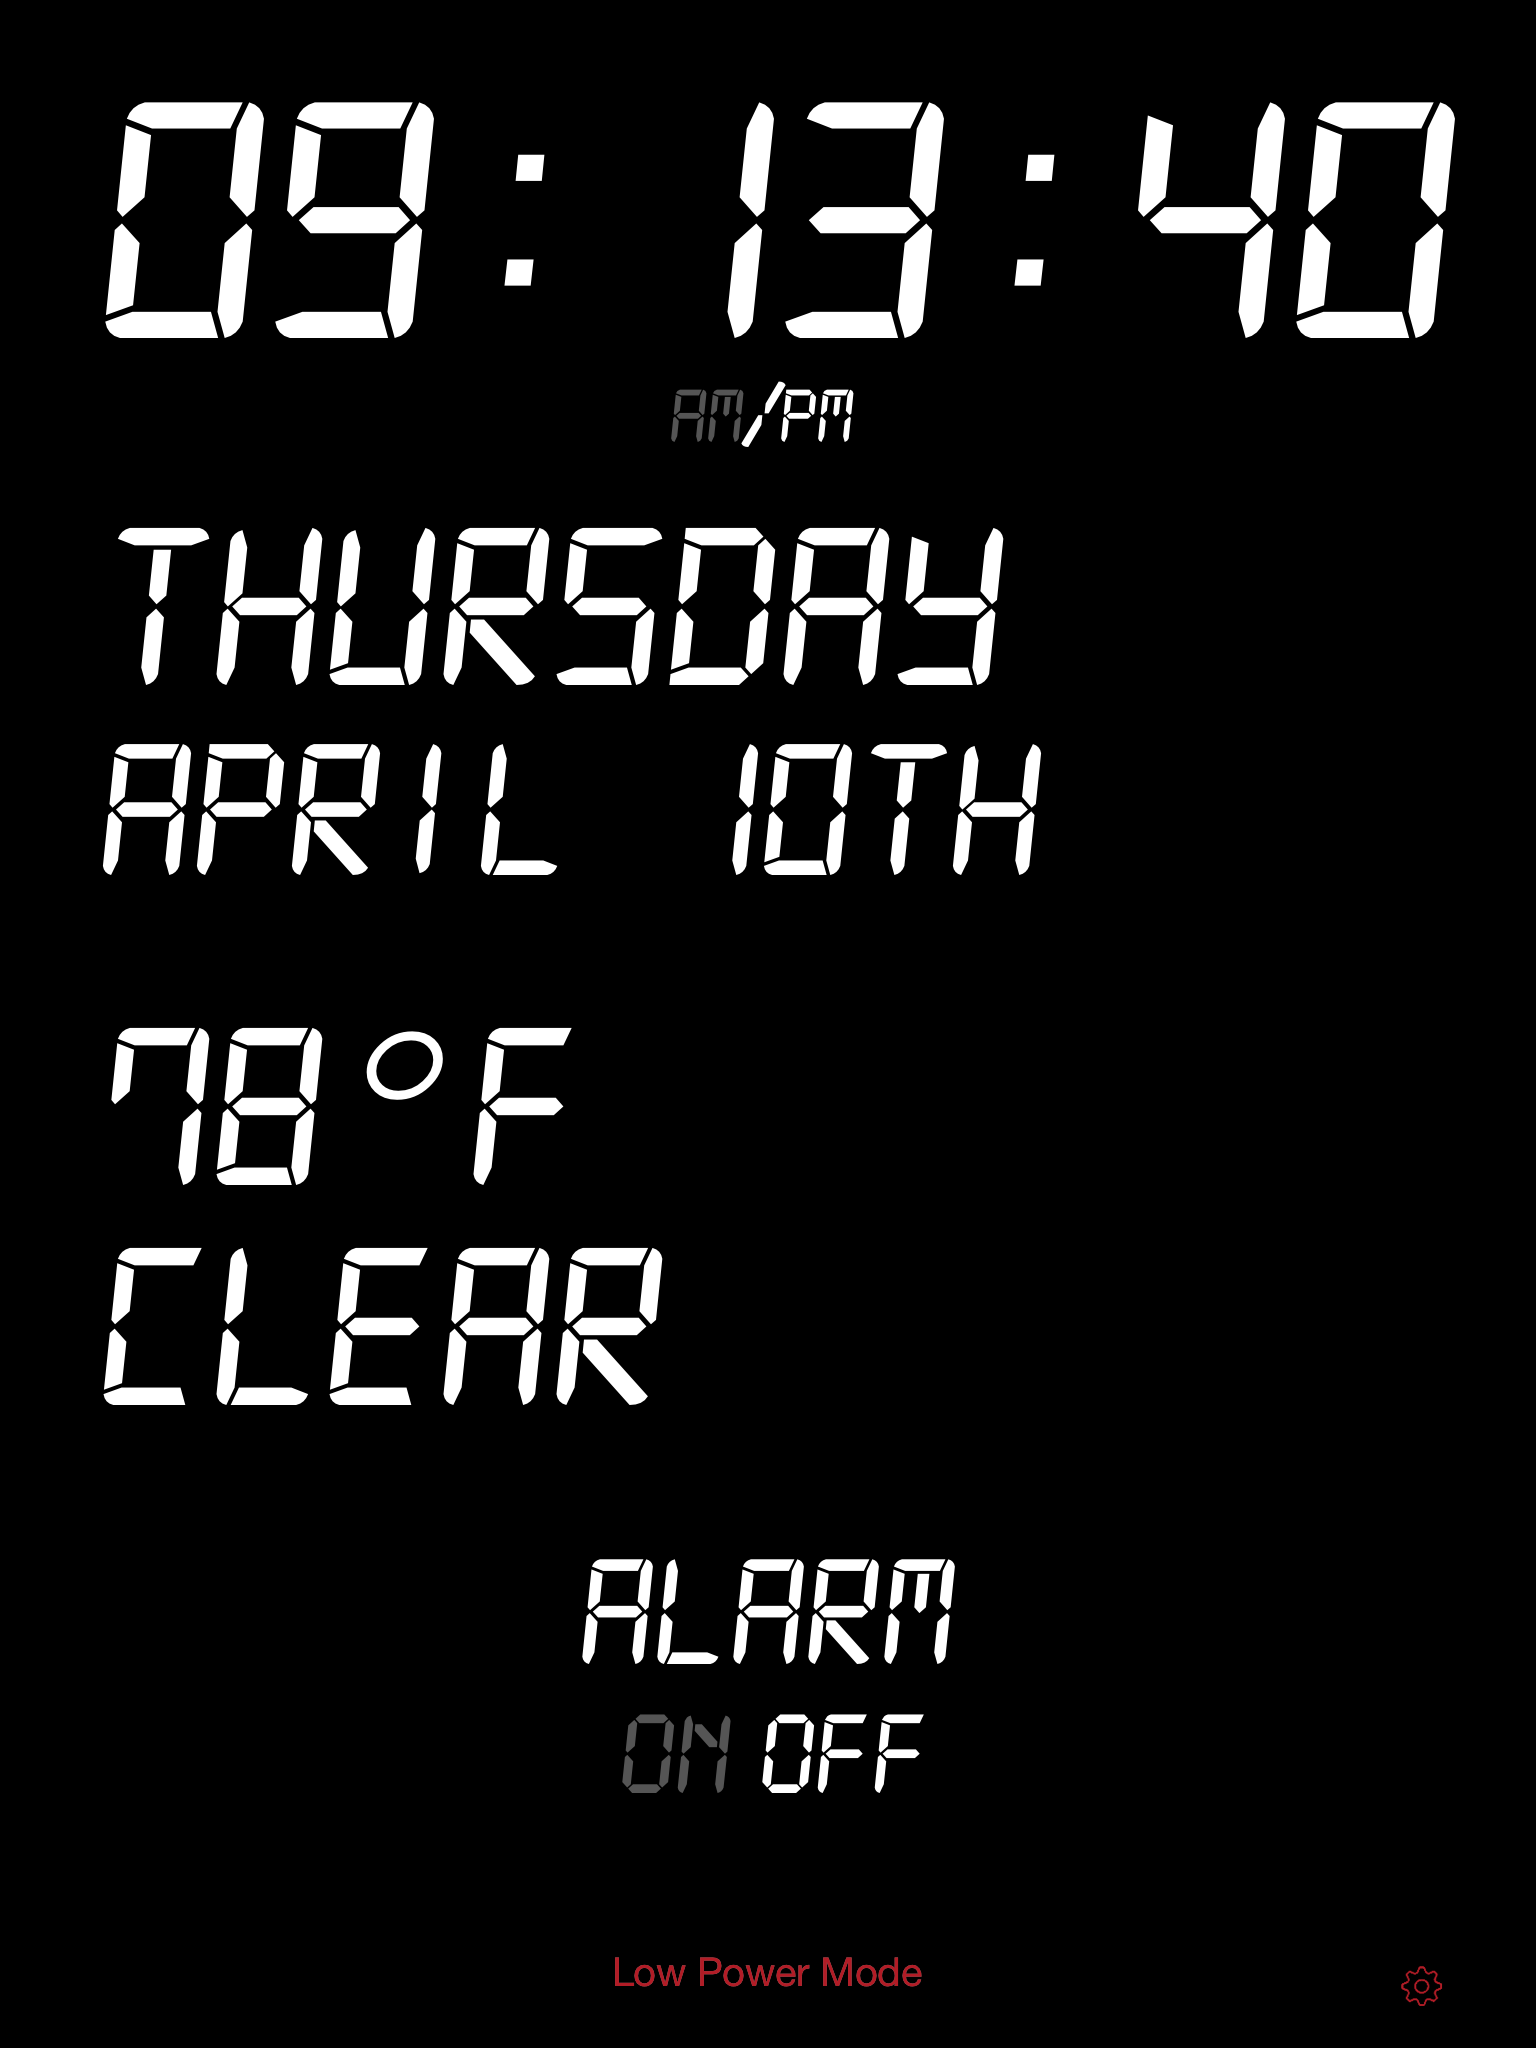 09:13:40
AM/PM
THURSDAY
APRIL 10TH
78°F
CLEAR
ALARM
ON OFF
Low Power Mode